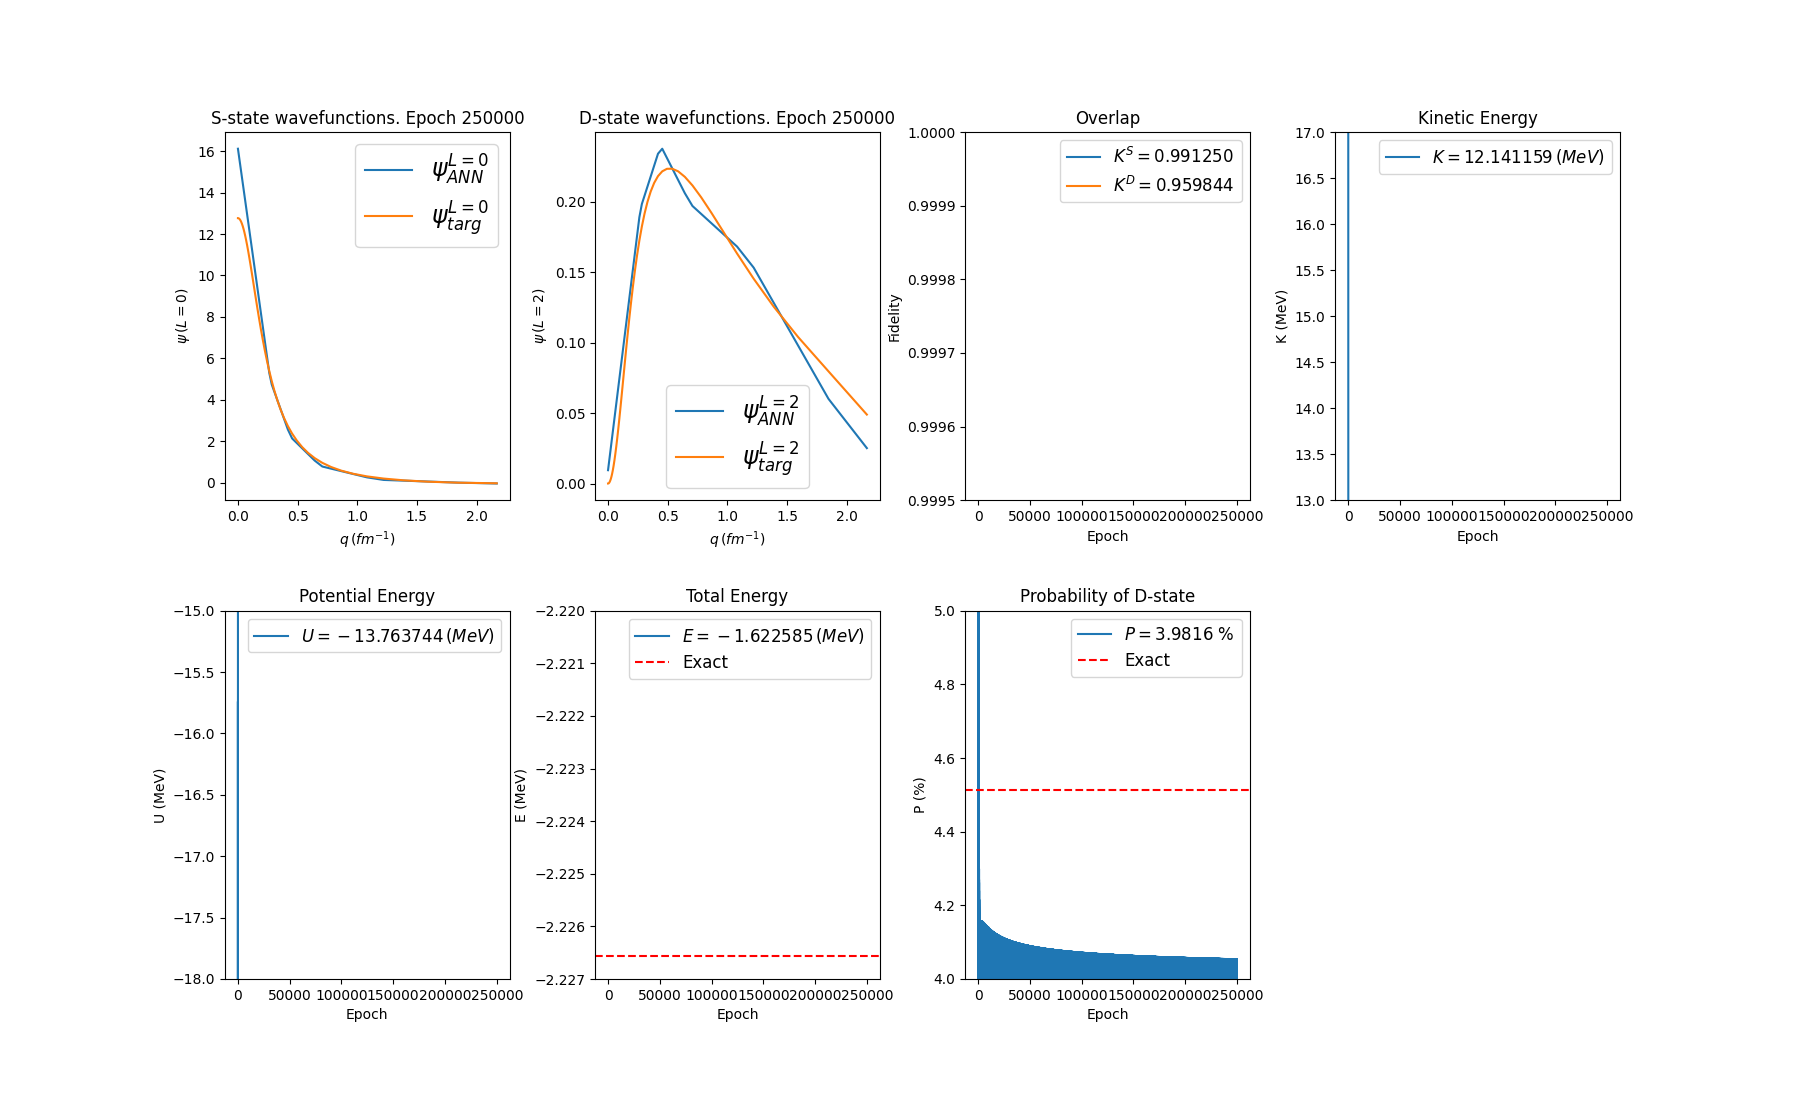 S-state wavefunctions. Epoch 250000
16
14
12
10
8
6
4
2
0
ψ(L = 0)
0.0 0.5 1.0 1.5 2.0
q (fm⁻¹)
ψ_{ANN}^{L=0}
ψ_{targ}^{L=0}
D-state wavefunctions. Epoch 250000
0.20
0.15
0.10
0.05
0.00
ψ(L = 2)
0.0 0.5 1.0 1.5 2.0
q (fm⁻¹)
ψ_{ANN}^{L=2}
ψ_{targ}^{L=2}
Overlap
1.0000
0.9999
0.9998
0.9997
0.9996
0.9995
Fidelity
0 50000 100000 150000 200000 250000
Epoch
K^S = 0.991250
K^D = 0.959844
Kinetic Energy
17.0
16.5
16.0
15.5
15.0
14.5
14.0
13.5
13.0
K (MeV)
0 50000 100000 150000 200000 250000
Epoch
K = 12.141159 (MeV)
Potential Energy
−15.0
−15.5
−16.0
−16.5
−17.0
−17.5
−18.0
U (MeV)
0 50000 100000 150000 200000 250000
Epoch
U = −13.763744 (MeV)
Total Energy
−2.220
−2.221
−2.222
−2.223
−2.224
−2.225
−2.226
−2.227
E (MeV)
0 50000 100000 150000 200000 250000
Epoch
E = −1.622585 (MeV)
Exact
Probability of D-state
5.0
4.8
4.6
4.4
4.2
4.0
P (%)
0 50000 100000 150000 200000 250000
Epoch
P = 3.9816 %
Exact